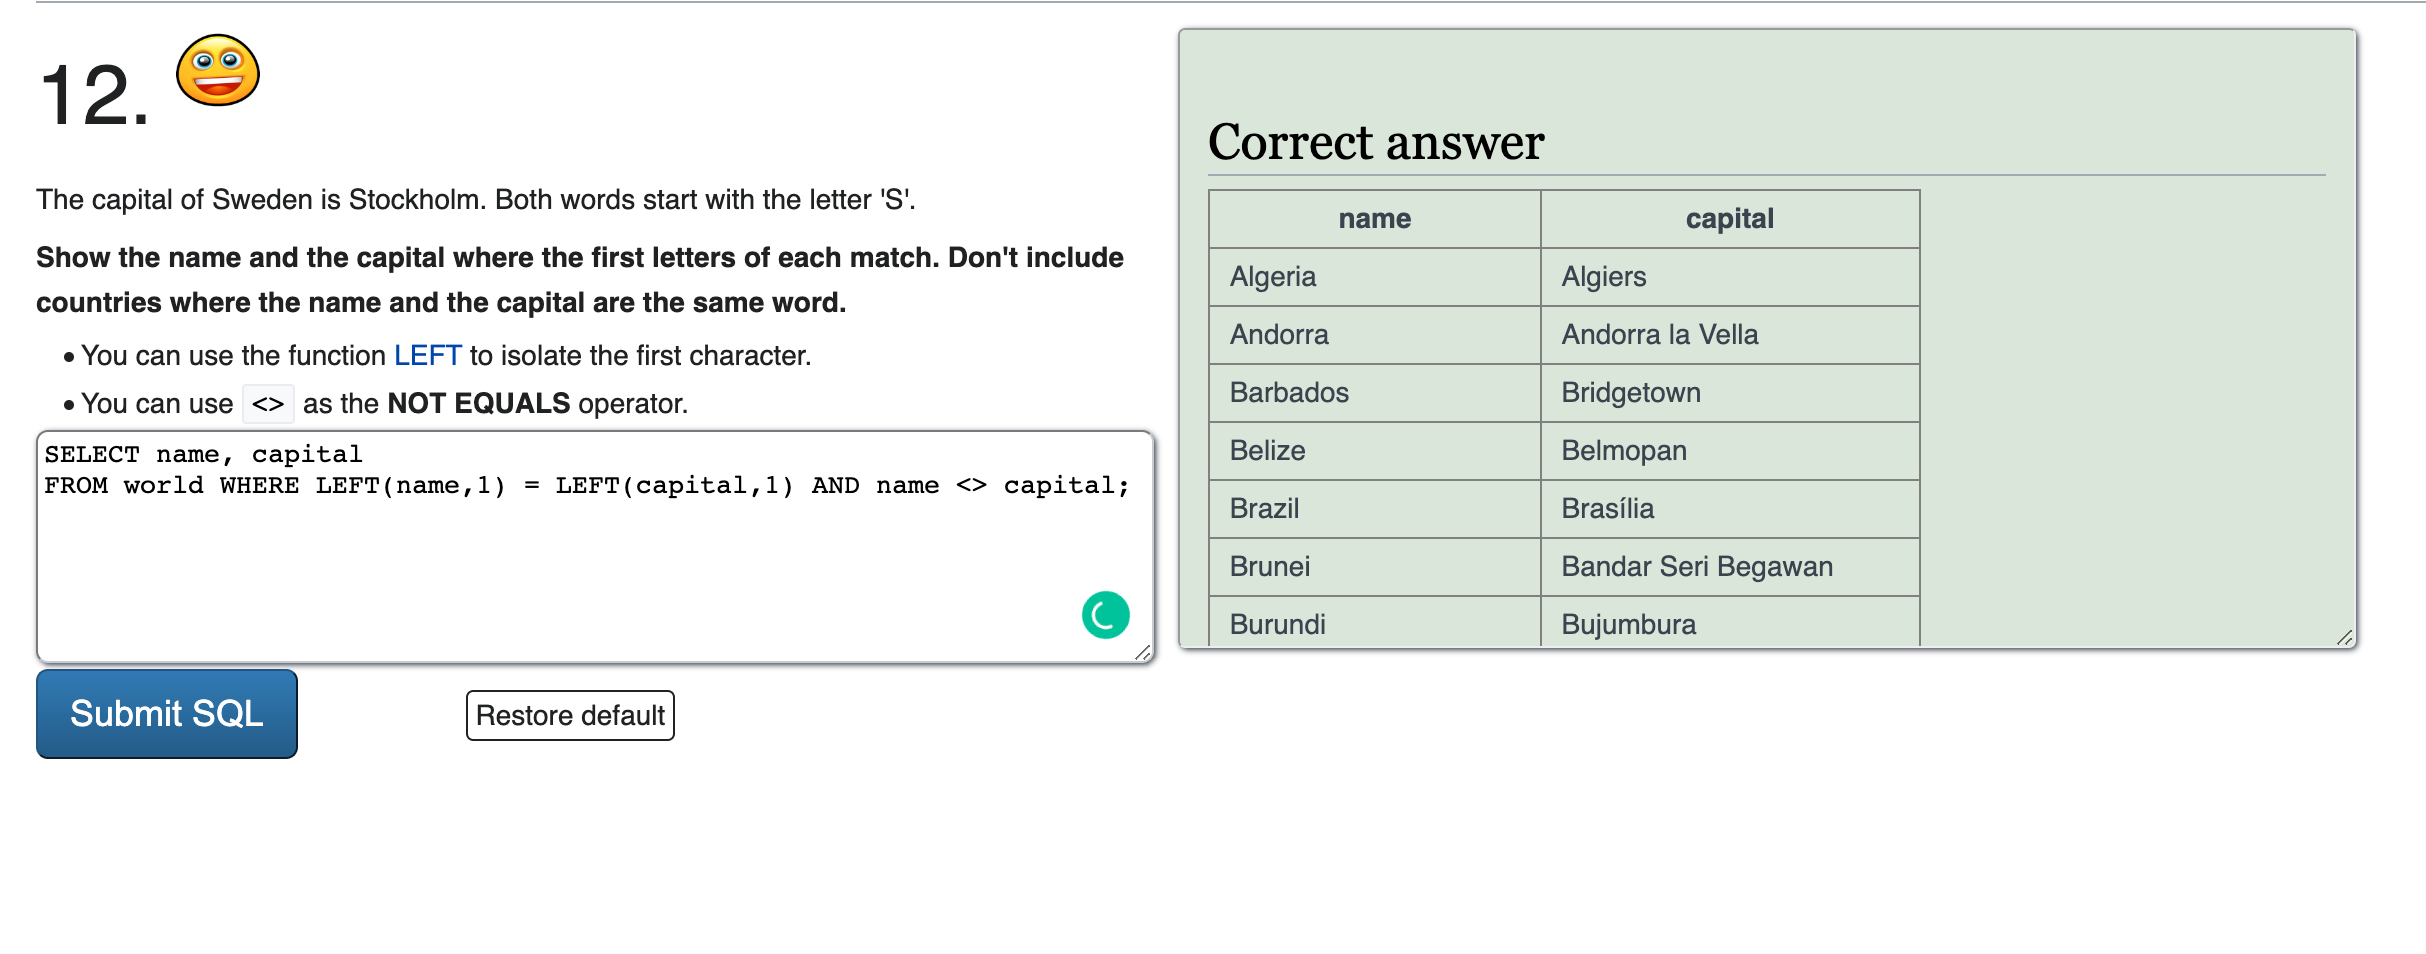 12.
The capital of Sweden is Stockholm. Both words start with the letter 'S'.
Show the name and the capital where the first letters of each match. Don't include
countries where the name and the capital are the same word.
• You can use the function LEFT to isolate the first character.
• You can use <> as the NOT EQUALS operator.
SELECT name, capital
FROM world WHERE LEFT(name,1) = LEFT(capital,1) AND name <> capital;
Submit SQL
Restore default
Correct answer
name capital
Algeria Algiers
Andorra Andorra la Vella
Barbados Bridgetown
Belize Belmopan
Brazil Brasília
Brunei Bandar Seri Begawan
Burundi Bujumbura